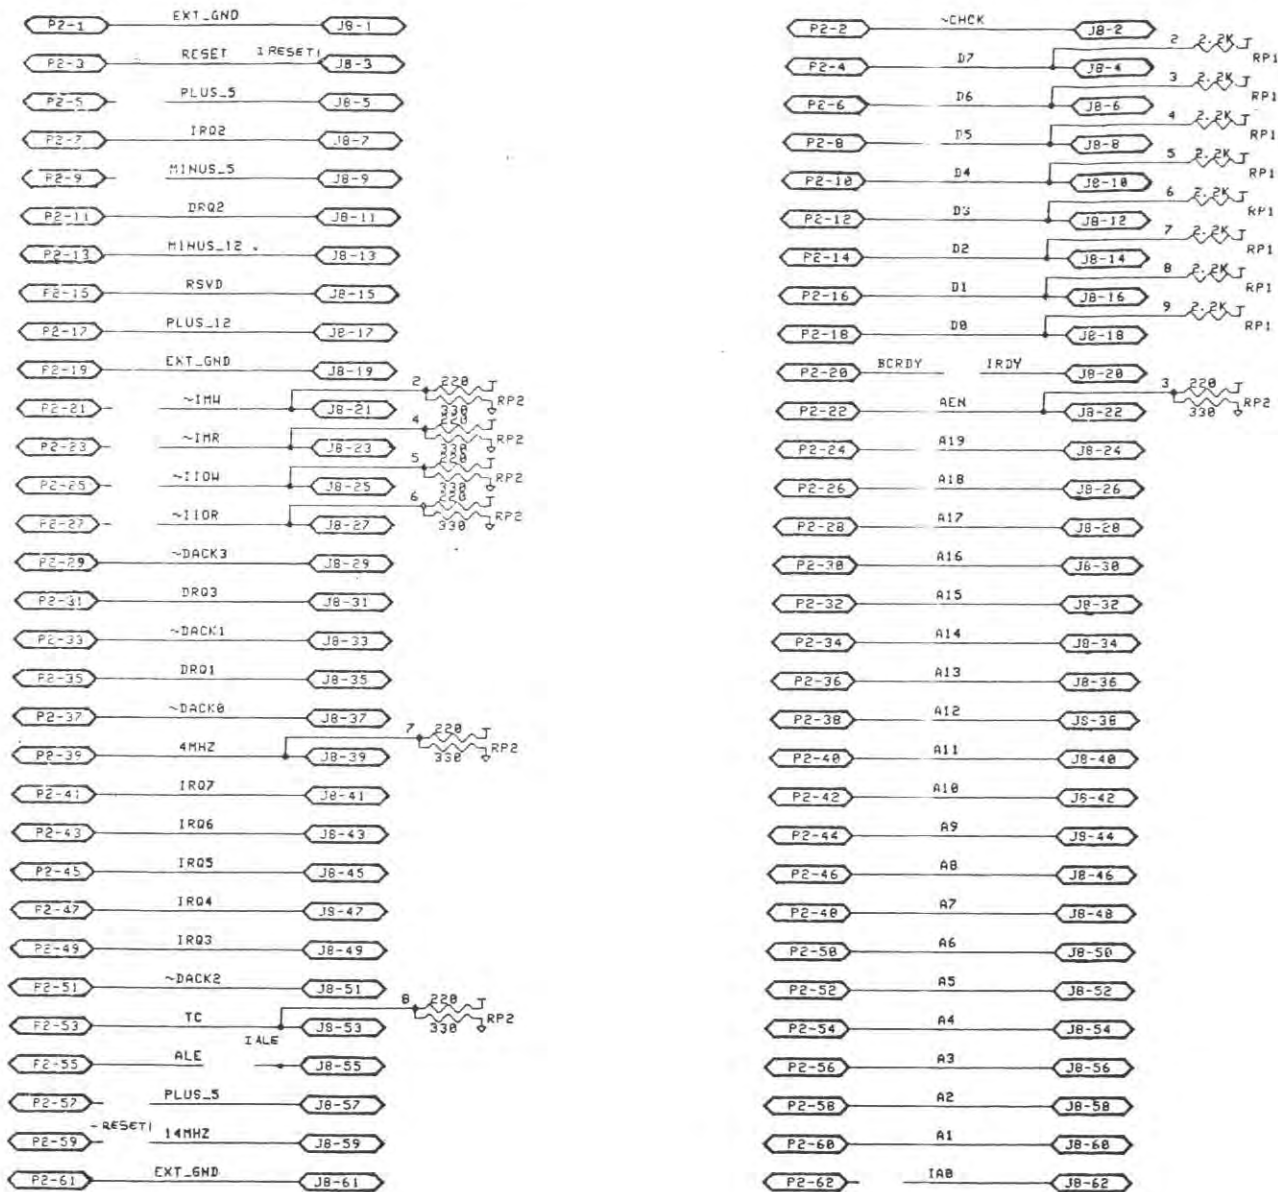 P2-1 EXT_GND J8-1
P2-3 RESET IRESET! J8-3
P2-5 PLUS_5 J8-5
P2-7 IRQ2 J8-7
P2-9 MINUS_5 J8-9
P2-11 DRQ2 J8-11
P2-13 MINUS_12 J8-13
P2-15 RSVD J8-15
P2-17 PLUS_12 J8-17
P2-19 EXT_GND J8-19
P2-21 ~IMW J8-21 2 220 330 RP2
P2-23 ~IMR J8-23 4 220 330 RP2
P2-25 ~IIOW J8-25 5 220 330 RP2
P2-27 ~IIOR J8-27 6 220 330 RP2
P2-29 ~DACK3 J8-29
P2-31 DRQ3 J8-31
P2-33 ~DACK1 J8-33
P2-35 DRQ1 J8-35
P2-37 ~DACK0 J8-37
P2-39 4MHZ J8-39 7 220 330 RP2
P2-41 IRQ7 J8-41
P2-43 IRQ6 J8-43
P2-45 IRQ5 J8-45
P2-47 IRQ4 J8-47
P2-49 IRQ3 J8-49
P2-51 ~DACK2 J8-51
P2-53 TC J8-53 8 220 330 RP2
P2-55 ALE IALE J8-55
P2-57 PLUS_5 J8-57
P2-59 ~RESET! 14MHZ J8-59
P2-61 EXT_GND J8-61
P2-2 ~CHCK J8-2
P2-4 D7 J8-4 2 2.2K RP1
P2-6 D6 J8-6 3 2.2K RP1
P2-8 D5 J8-8 4 2.2K RP1
P2-10 D4 J8-10 5 2.2K RP1
P2-12 D3 J8-12 6 2.2K RP1
P2-14 D2 J8-14 7 2.2K RP1
P2-16 D1 J8-16 8 2.2K RP1
P2-18 D0 J8-18 9 2.2K RP1
P2-20 BCRDY IRDY J8-20
P2-22 AEN J8-22 3 220 330 RP2
P2-24 A19 J8-24
P2-26 A18 J8-26
P2-28 A17 J8-28
P2-30 A16 J8-30
P2-32 A15 J8-32
P2-34 A14 J8-34
P2-36 A13 J8-36
P2-38 A12 J8-38
P2-40 A11 J8-40
P2-42 A10 J8-42
P2-44 A9 J8-44
P2-46 A8 J8-46
P2-48 A7 J8-48
P2-50 A6 J8-50
P2-52 A5 J8-52
P2-54 A4 J8-54
P2-56 A3 J8-56
P2-58 A2 J8-58
P2-60 A1 J8-60
P2-62 IA0 J8-62